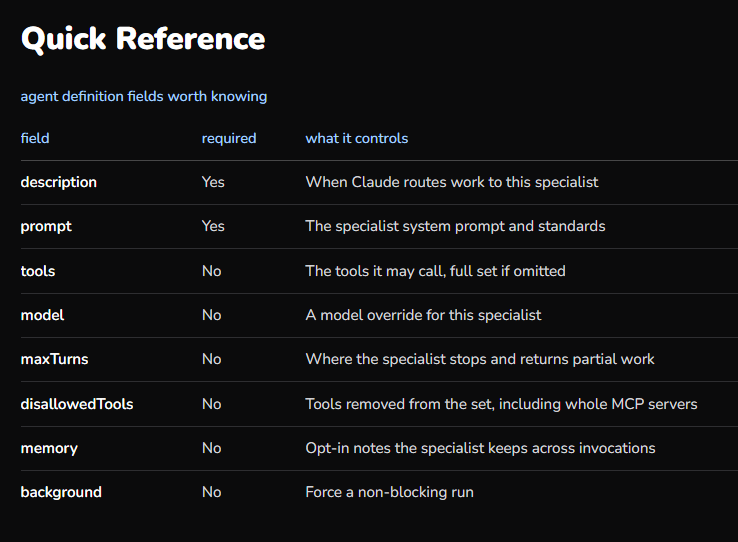 Quick Reference
agent definition fields worth knowing
field required what it controls
description Yes When Claude routes work to this specialist
prompt Yes The specialist system prompt and standards
tools No The tools it may call, full set if omitted
model No A model override for this specialist
maxTurns No Where the specialist stops and returns partial work
disallowedTools No Tools removed from the set, including whole MCP servers
memory No Opt-in notes the specialist keeps across invocations
background No Force a non-blocking run